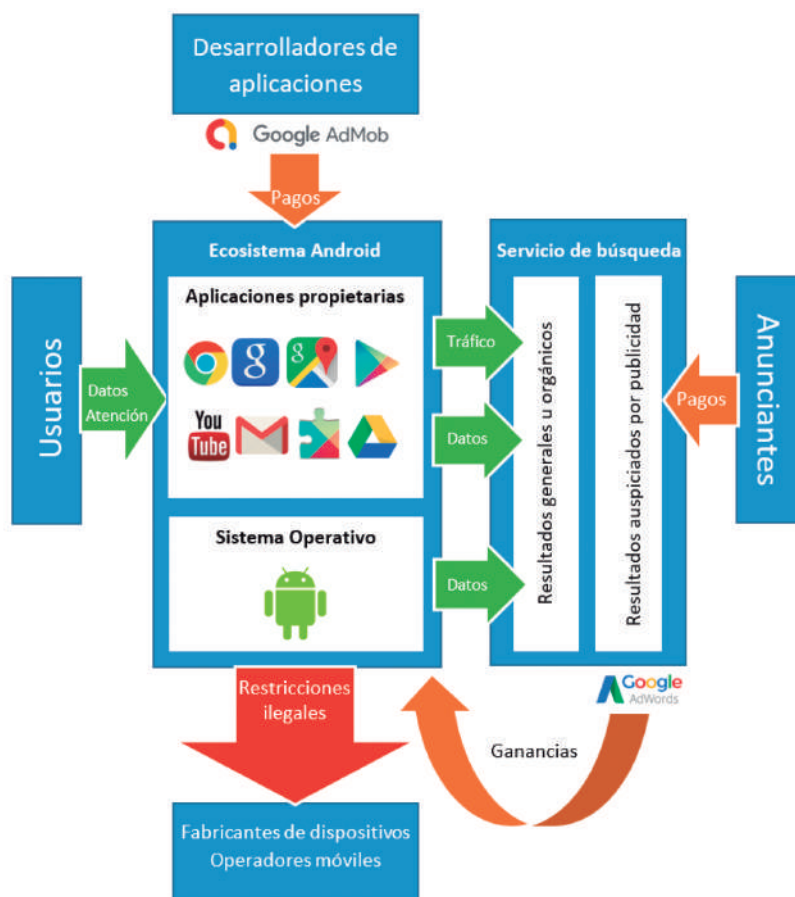 Desarrolladores de
aplicaciones
Google AdMob
Pagos
Ecosistema Android
Servicio de búsqueda
Aplicaciones propietarias
Usuarios
Datos
Atención
g
g
You
Tube
Tráfico
Datos
Resultados generales u orgánicos
Resultados auspiciados por publicidad
Pagos
Anunciantes
Sistema Operativo
Datos
Restricciones
ilegales
Google
AdWords
Ganancias
Fabricantes de dispositivos
Operadores móviles